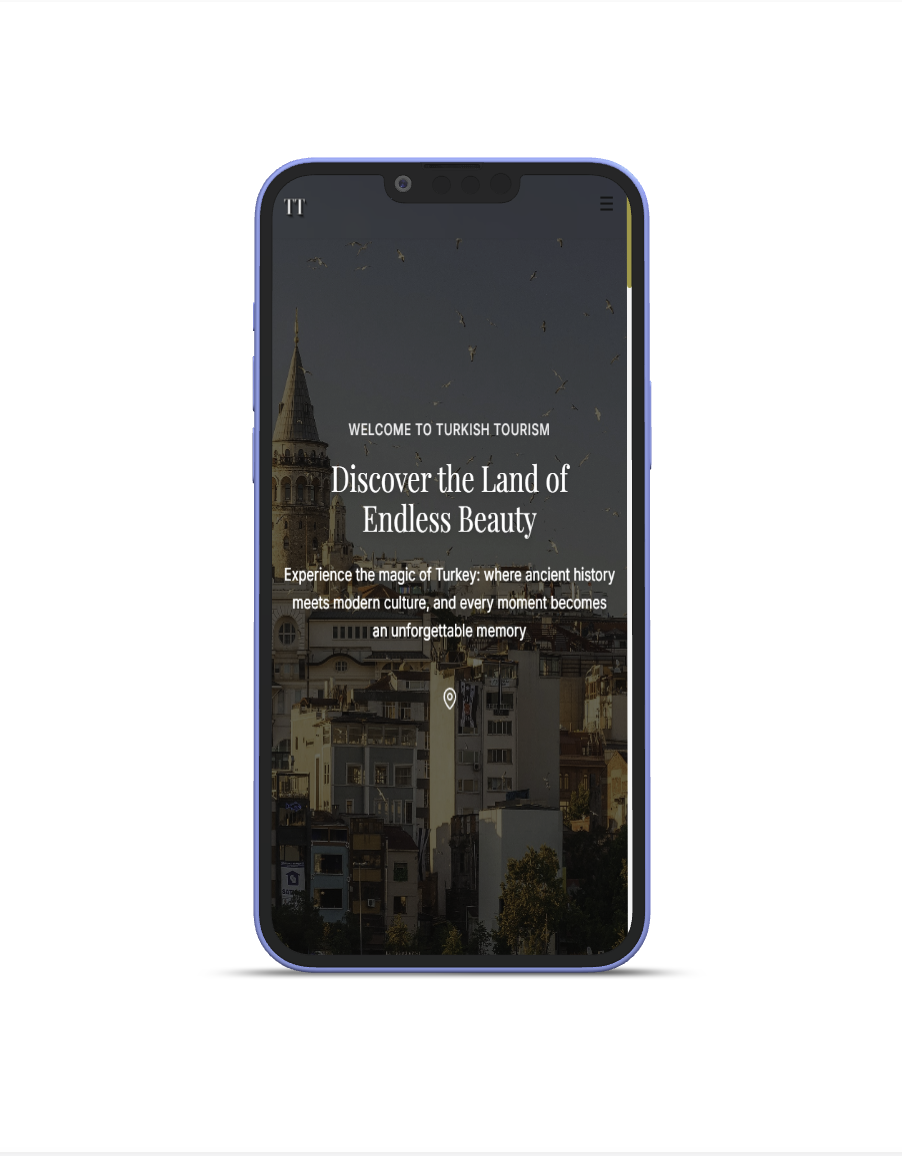 TT
WELCOME TO TURKISH TOURISM
Discover the Land of
Endless Beauty
Experience the magic of Turkey: where ancient history
meets modern culture, and every moment becomes
an unforgettable memory